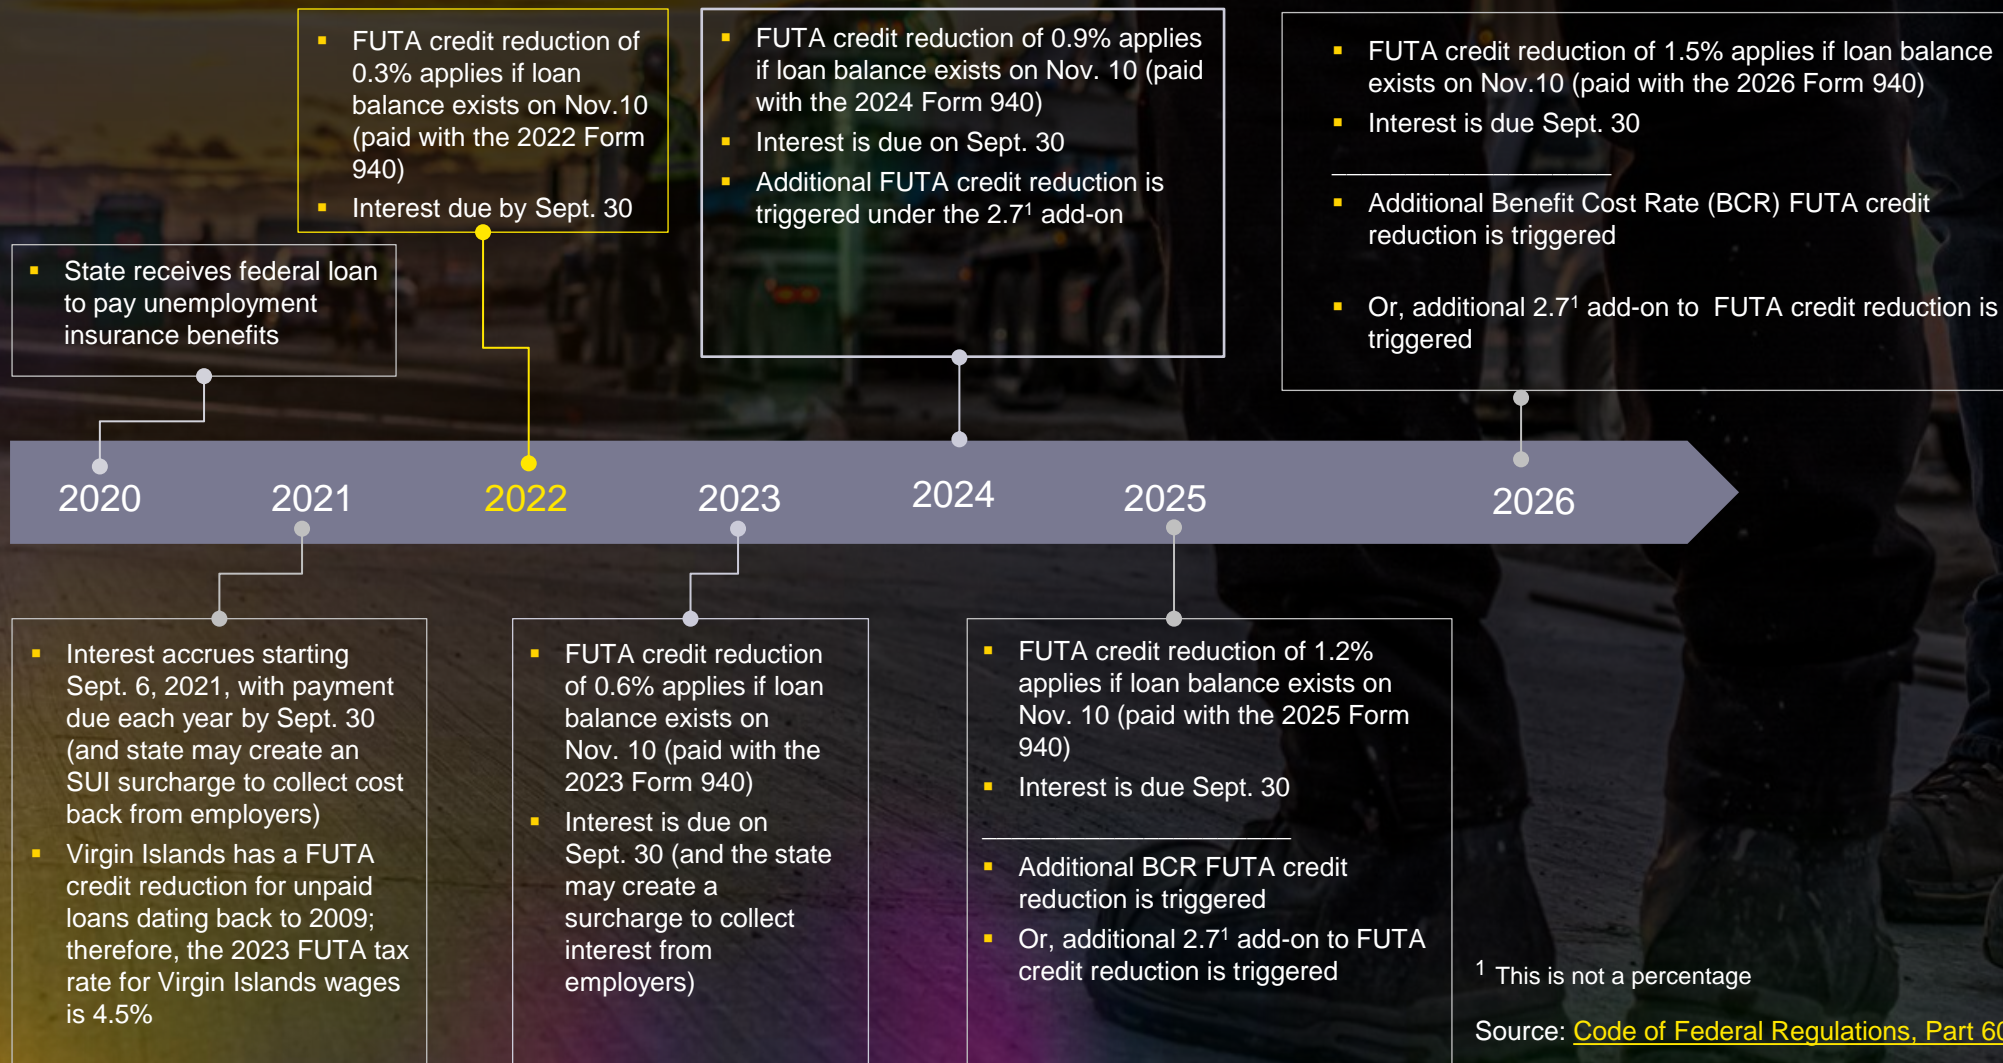 ▪ State receives federal loan
to pay unemployment
insurance benefits
▪ FUTA credit reduction of
0.3% applies if loan
balance exists on Nov.10
(paid with the 2022 Form
940)
▪ Interest due by Sept. 30
▪ FUTA credit reduction of 0.9% applies
if loan balance exists on Nov. 10 (paid
with the 2024 Form 940)
▪ Interest is due on Sept. 30
▪ Additional FUTA credit reduction is
triggered under the 2.7¹ add-on
▪ FUTA credit reduction of 1.5% applies if loan balance
exists on Nov.10 (paid with the 2026 Form 940)
▪ Interest is due Sept. 30
▪ Additional Benefit Cost Rate (BCR) FUTA credit
reduction is triggered
▪ Or, additional 2.7¹ add-on to FUTA credit reduction is
triggered
2020 2021 2022 2023 2024 2025 2026
▪ Interest accrues starting
Sept. 6, 2021, with payment
due each year by Sept. 30
(and state may create an
SUI surcharge to collect cost
back from employers)
▪ Virgin Islands has a FUTA
credit reduction for unpaid
loans dating back to 2009;
therefore, the 2023 FUTA tax
rate for Virgin Islands wages
is 4.5%
▪ FUTA credit reduction
of 0.6% applies if loan
balance exists on
Nov. 10 (paid with the
2023 Form 940)
▪ Interest is due on
Sept. 30 (and the state
may create a
surcharge to collect
interest from
employers)
▪ FUTA credit reduction of 1.2%
applies if loan balance exists on
Nov. 10 (paid with the 2025 Form
940)
▪ Interest is due Sept. 30
▪ Additional BCR FUTA credit
reduction is triggered
▪ Or, additional 2.7¹ add-on to FUTA
credit reduction is triggered
¹ This is not a percentage
Source: Code of Federal Regulations, Part